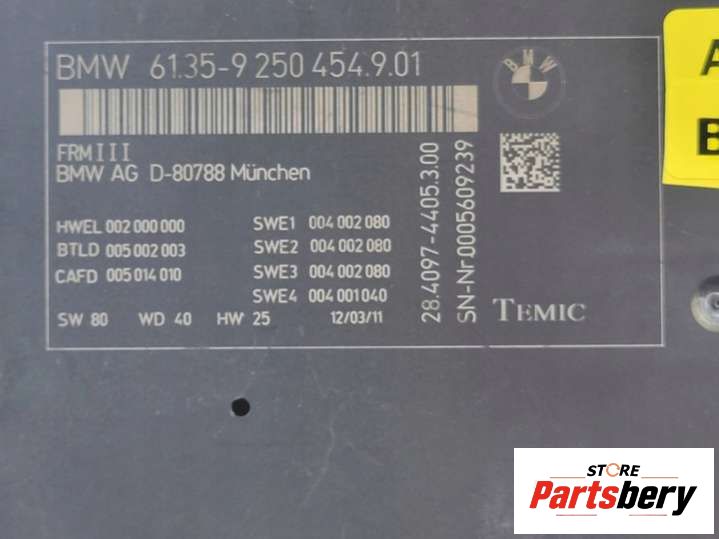 BMW 61.35-9 250 454.9.01
BMW
FRMIII
BMW AG D-80788 München
HWEL 002 000 000
BTLD 005 002 003
CAFD 005 014 010
SWE1 004 002 080
SWE2 004 002 080
SWE3 004 002 080
SWE4 004 001 040
SW 80 WD 40 HW 25 12/03/11
28.4097-4405.3.00
SN-Nr0005609239
TEMIC
A
B
STORE
Partsbery